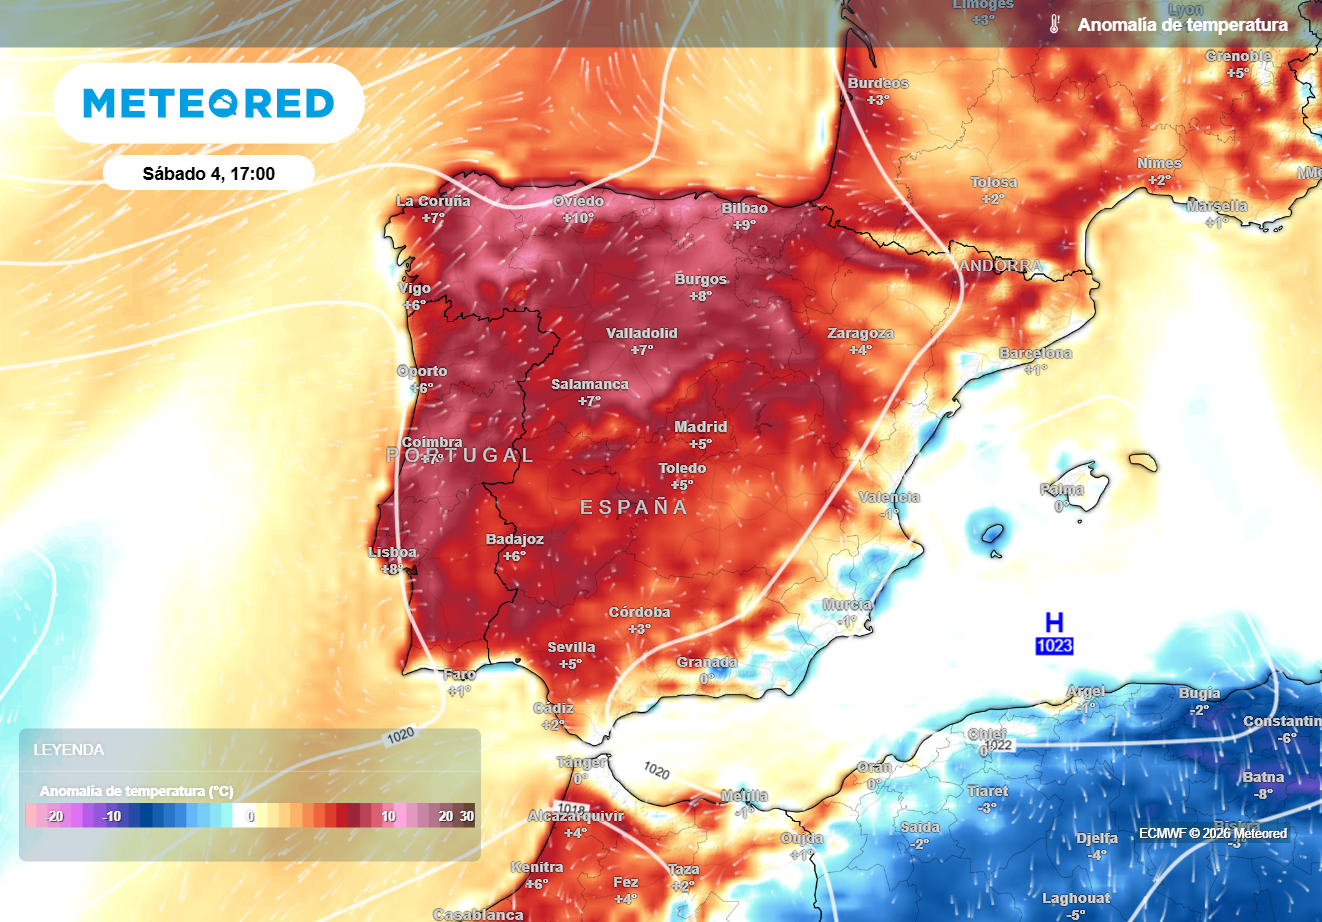 Limoges
+3°
Lyon
Anomalía de temperatura
Grenoble
+5°
METEORED
Burdeos
+3°
Sábado 4, 17:00
Nimes
+2°
Tolosa
+2°
Marsella
+1°
La Coruña
+7°
Oviedo
+10°
Bilbao
+9°
ANDORRA
Vigo
+6°
Burgos
+8°
Valladolid
+7°
Zaragoza
+4°
Barcelona
+1°
Oporto
+6°
Salamanca
+7°
Madrid
+5°
Coímbra
+7°
PORTUGAL
Toledo
+5°
Palma
0°
Valencia
-1°
ESPAÑA
Badajoz
+6°
Lisboa
+8°
Murcia
-1°
Córdoba
+3°
H
1023
Sevilla
+5°
Granada
0°
Faro
+1°
Argel
-1°
Bugía
-2°
Cádiz
+2°
Constantin
-6°
1020
Chlef
0°
1022
LEYENDA
Tánger
0°
1020
Orán
0°
Batna
-8°
Anomalía de temperatura (°C)
-20 -10 0 10 20 30
Melilla
-1°
Tiaret
-3°
1018
Alcazarquivir
+4°
Saida
-2°
Biskra
-3°
ECMWF © 2026 Meteored
Oujda
+1°
Djelfa
-4°
Kenitra
+6°
Taza
+2°
Fez
+4°
Laghouat
-5°
Casablanca